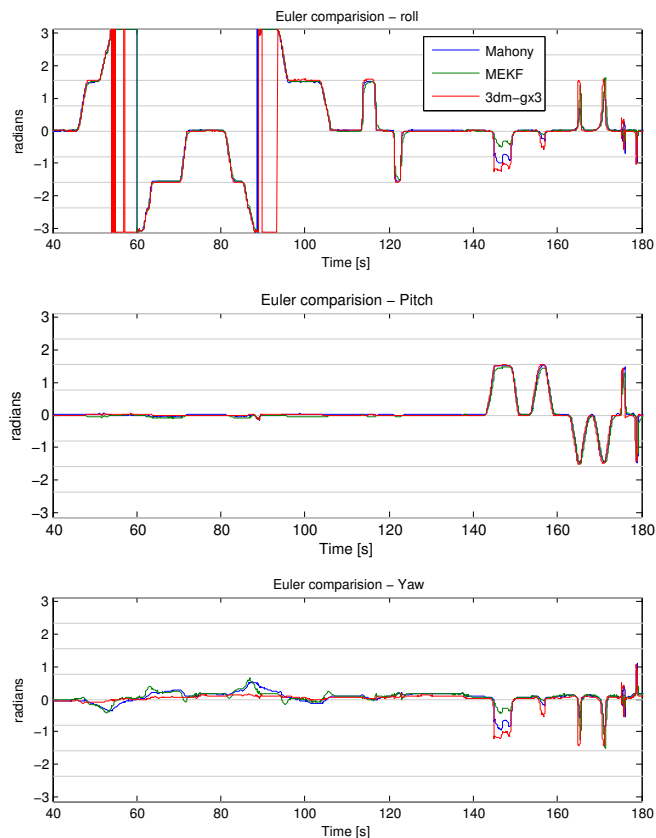 Euler comparision − roll
3
2
1
0
−1
−2
−3
radians
Mahony
MEKF
3dm−gx3
40 60 80 100 120 140 160 180
Time [s]
Euler comparision − Pitch
3
2
1
0
−1
−2
−3
radians
40 60 80 100 120 140 160 180
Time [s]
Euler comparision − Yaw
3
2
1
0
−1
−2
−3
radians
40 60 80 100 120 140 160 180
Time [s]